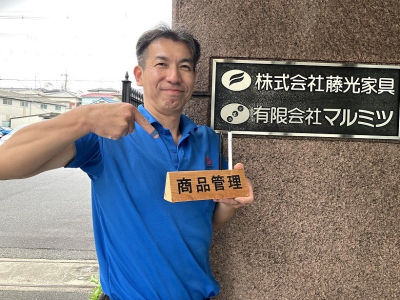 株式会社藤光家具
有限会社マルミツ
商品管理